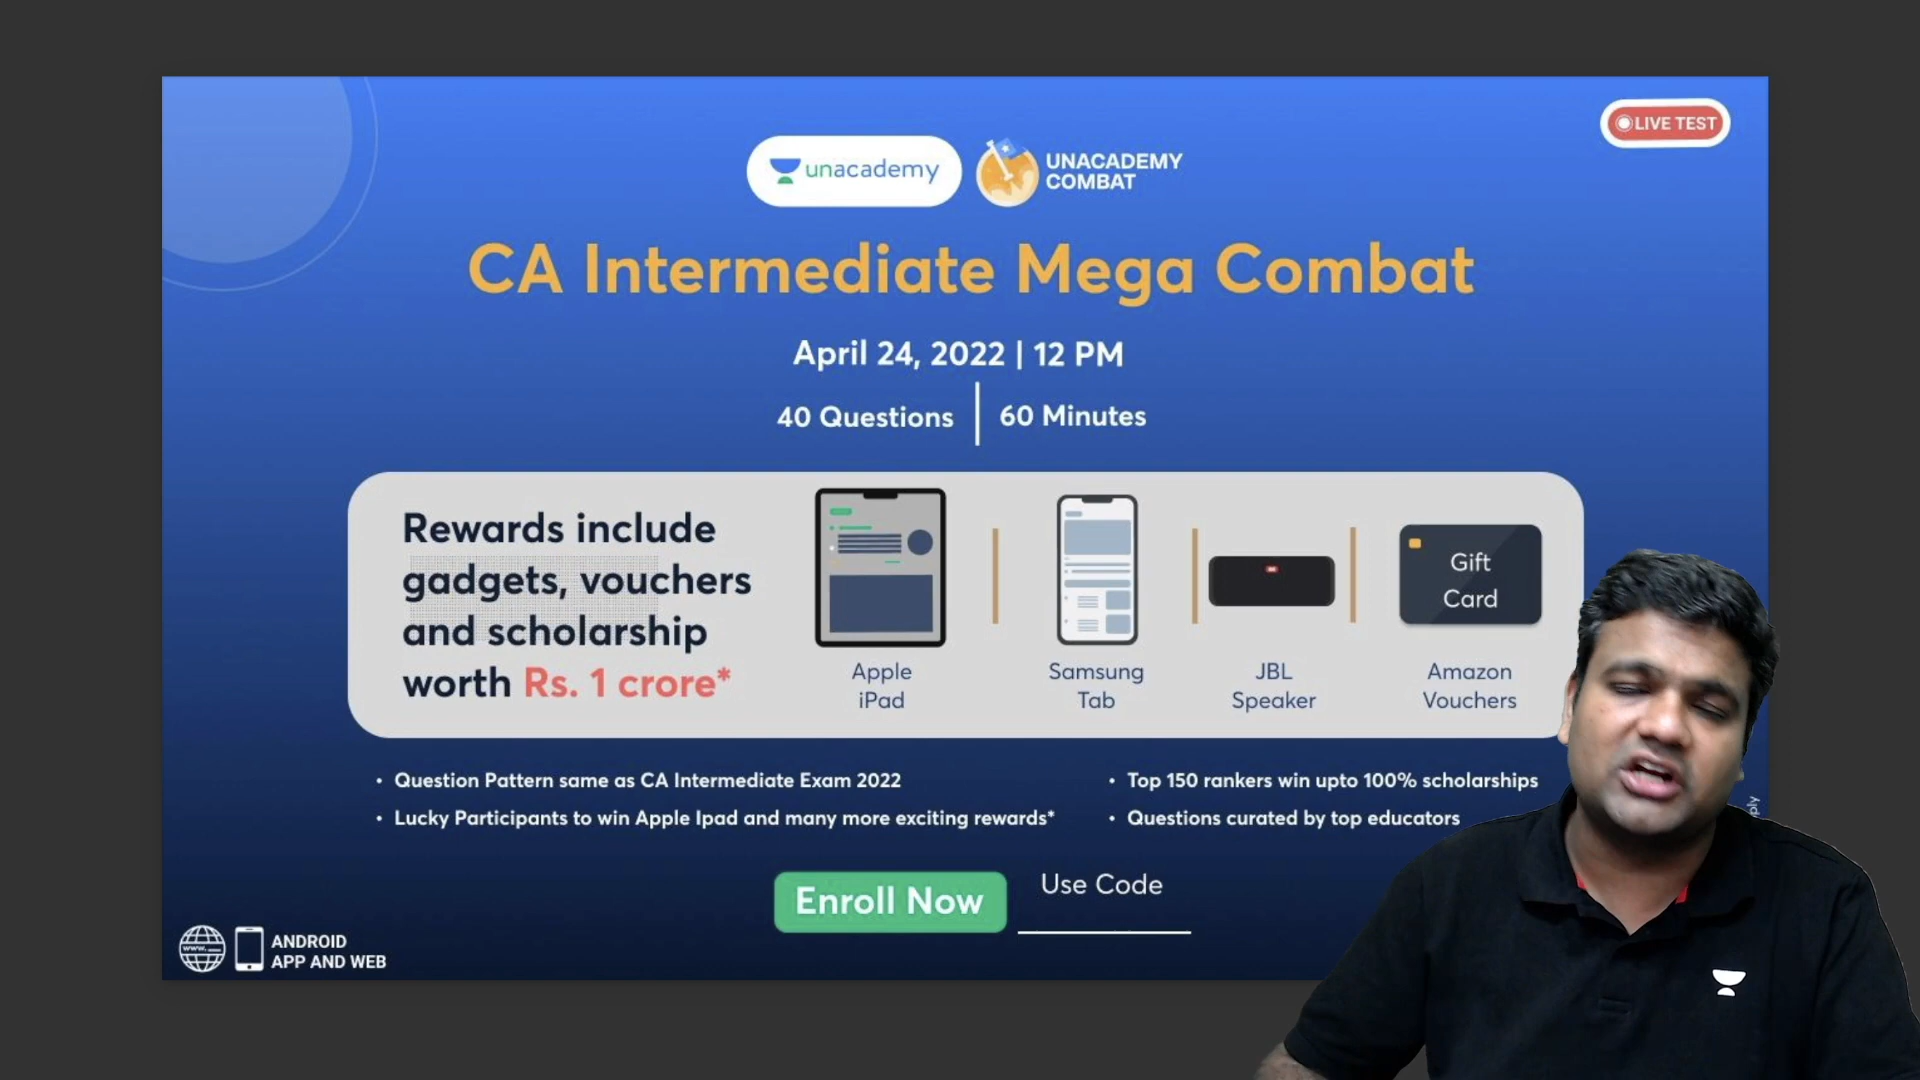 LIVE TEST
unacademy
UNACADEMY
COMBAT
CA Intermediate Mega Combat
April 24, 2022 | 12 PM
40 Questions
60 Minutes
Rewards include
gadgets, vouchers
and scholarship
worth Rs. 1 crore*
Gift
Card
Apple
iPad
Samsung
Tab
JBL
Speaker
Amazon
Vouchers
• Question Pattern same as CA Intermediate Exam 2022
• Lucky Participants to win Apple Ipad and many more exciting rewards*
• Top 150 rankers win upto 100% scholarships
• Questions curated by top educators
Enroll Now
Use Code
www.
ANDROID
APP AND WEB